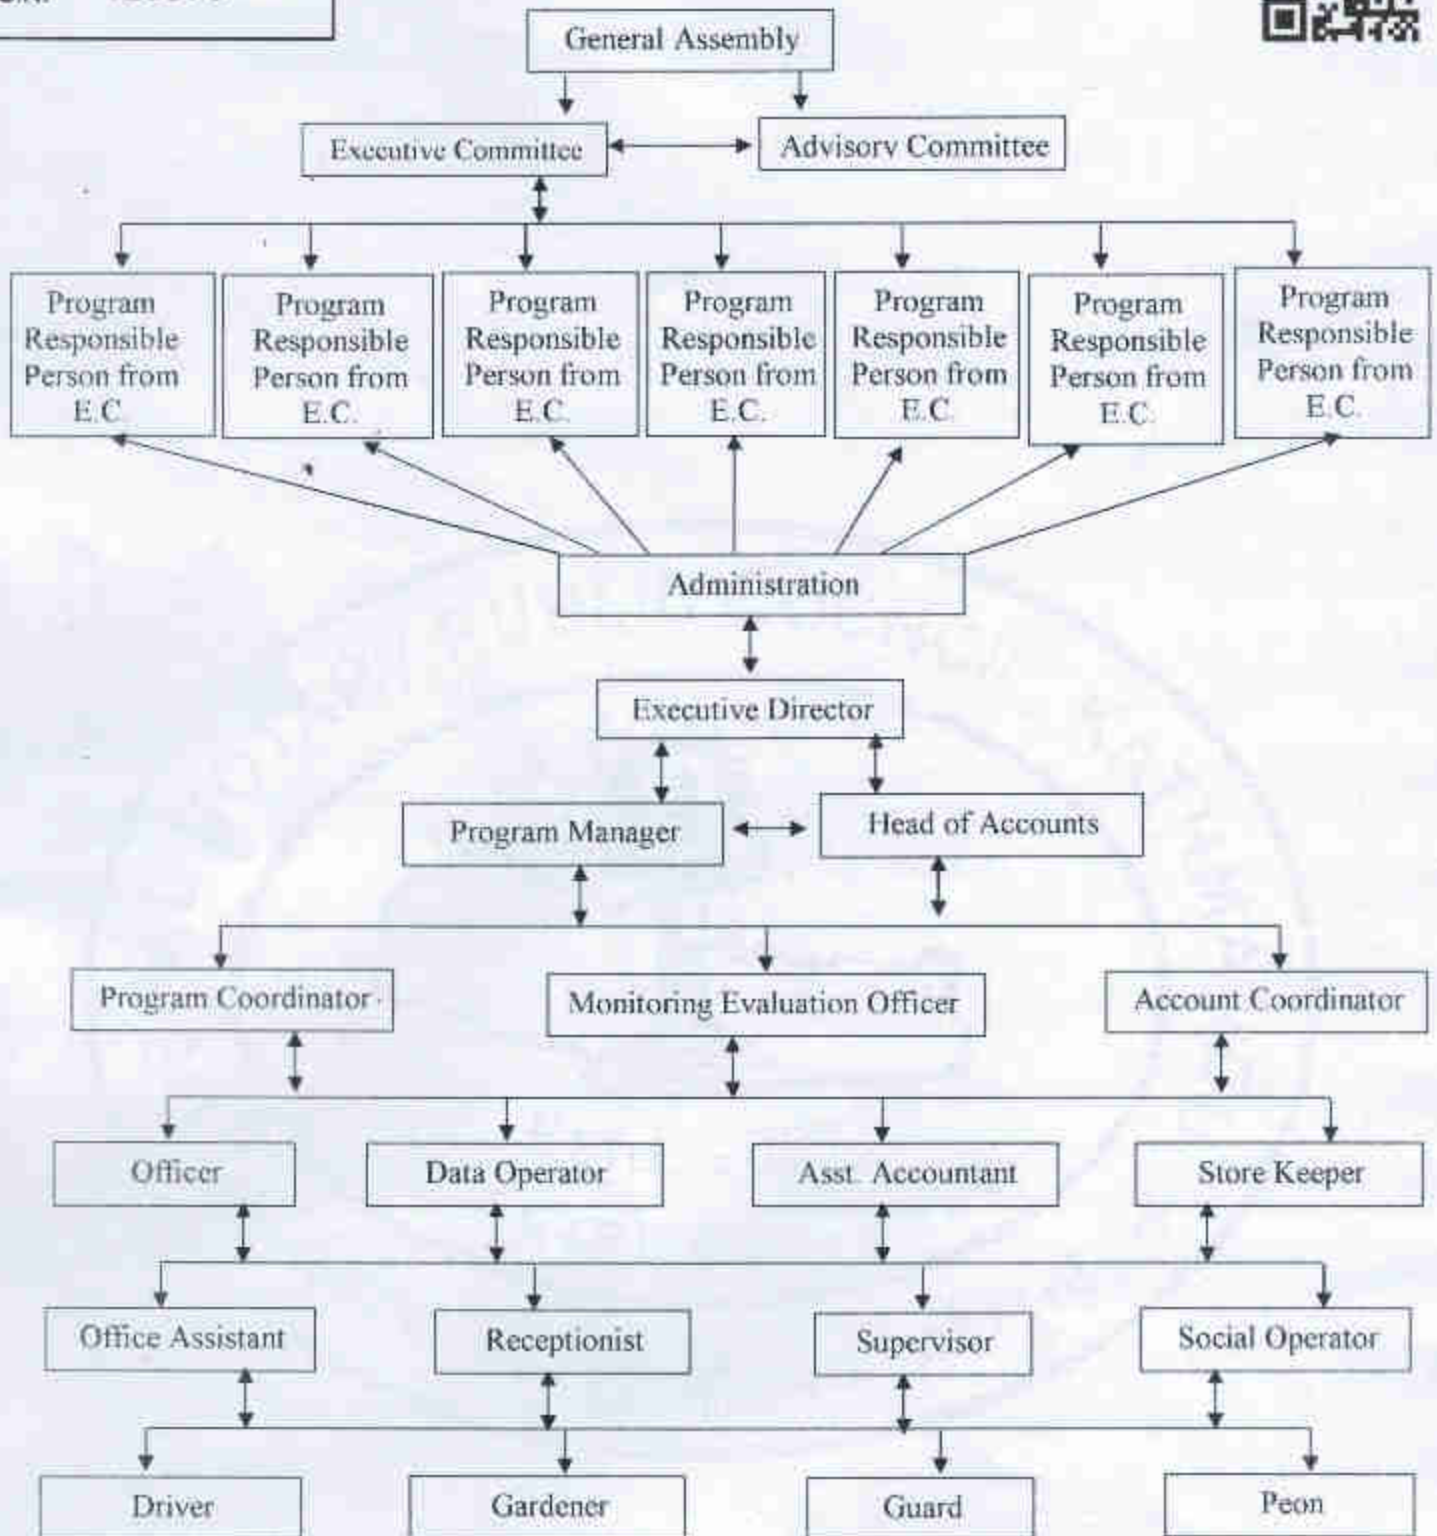 General Assembly
Executive Committee
Advisory Committee
Program
Responsible
Person from
E.C.
Program
Responsible
Person from
E.C.
Program
Responsible
Person from
E.C.
Program
Responsible
Person from
E.C.
Program
Responsible
Person from
E.C.
Program
Responsible
Person from
E.C.
Program
Responsible
Person from
E.C.
Administration
Executive Director
Program Manager
Head of Accounts
Program Coordinator
Monitoring Evaluation Officer
Account Coordinator
Officer
Data Operator
Asst. Accountant
Store Keeper
Office Assistant
Receptionist
Supervisor
Social Operator
Driver
Gardener
Guard
Peon